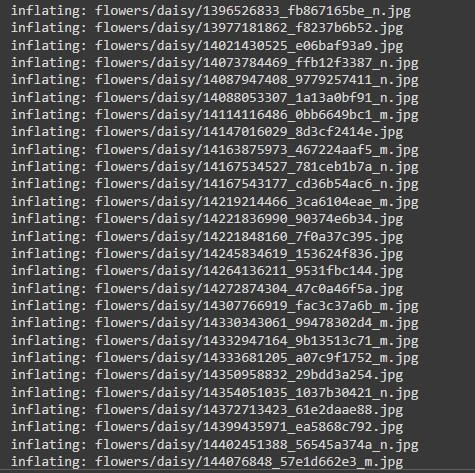 inflating: flowers/daisy/1396526833_fb867165be_n.jpg
inflating: flowers/daisy/13977181862_f8237b6b52.jpg
inflating: flowers/daisy/14021430525_e06baf93a9.jpg
inflating: flowers/daisy/14073784469_ffb12f3387_n.jpg
inflating: flowers/daisy/14087947408_9779257411_n.jpg
inflating: flowers/daisy/14088053307_1a13a0bf91_n.jpg
inflating: flowers/daisy/14114116486_0bb6649bc1_m.jpg
inflating: flowers/daisy/14147016029_8d3cf2414e.jpg
inflating: flowers/daisy/14163875973_467224aaf5_m.jpg
inflating: flowers/daisy/14167534527_781ceb1b7a_n.jpg
inflating: flowers/daisy/14167543177_cd36b54ac6_n.jpg
inflating: flowers/daisy/14219214466_3ca6104eae_m.jpg
inflating: flowers/daisy/14221836990_90374e6b34.jpg
inflating: flowers/daisy/14221848160_7f0a37c395.jpg
inflating: flowers/daisy/14245834619_153624f836.jpg
inflating: flowers/daisy/14264136211_9531fbc144.jpg
inflating: flowers/daisy/14272874304_47c0a46f5a.jpg
inflating: flowers/daisy/14307766919_fac3c37a6b_m.jpg
inflating: flowers/daisy/14330343061_99478302d4_m.jpg
inflating: flowers/daisy/14332947164_9b13513c71_m.jpg
inflating: flowers/daisy/14333681205_a07c9f1752_m.jpg
inflating: flowers/daisy/14350958832_29bdd3a254.jpg
inflating: flowers/daisy/14354051035_1037b30421_n.jpg
inflating: flowers/daisy/14372713423_61e2daae88.jpg
inflating: flowers/daisy/14399435971_ea5868c792.jpg
inflating: flowers/daisy/14402451388_56545a374a_n.jpg
inflating: flowers/daisy/144076848_57e1d662e3_m.jpg